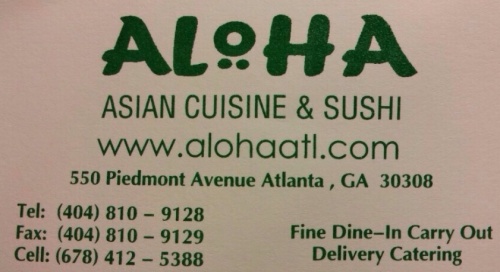 ALOHA
ASIAN CUISINE & SUSHI
www.alohaatl.com
550 Piedmont Avenue Atlanta , GA 30308
Tel: (404) 810 – 9128
Fax: (404) 810 – 9129
Cell: (678) 412 – 5388
Fine Dine–In Carry Out
Delivery Catering